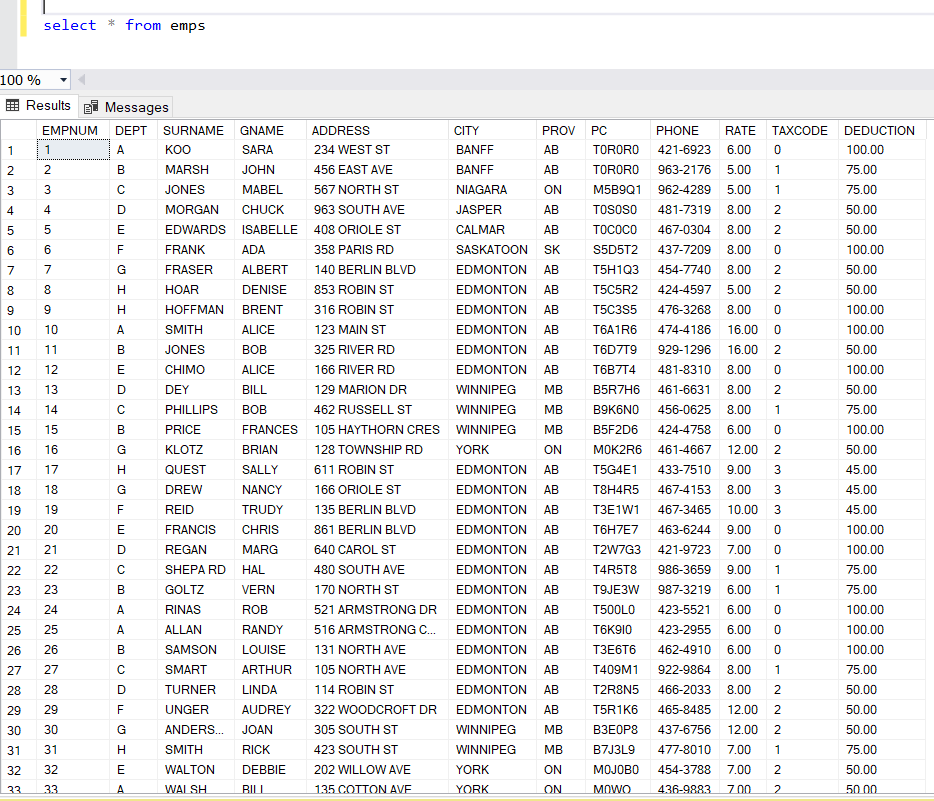 select * from emps
100 %
Results Messages
EMPNUM DEPT SURNAME GNAME ADDRESS CITY PROV PC PHONE RATE TAXCODE DEDUCTION
1 1 A KOO SARA 234 WEST ST BANFF AB T0R0R0 421-6923 6.00 0 100.00
2 2 B MARSH JOHN 456 EAST AVE BANFF AB T0R0R0 963-2176 5.00 1 75.00
3 3 C JONES MABEL 567 NORTH ST NIAGARA ON M5B9Q1 962-4289 5.00 1 75.00
4 4 D MORGAN CHUCK 963 SOUTH AVE JASPER AB T0S0S0 481-7319 8.00 2 50.00
5 5 E EDWARDS ISABELLE 408 ORIOLE ST CALMAR AB T0C0C0 467-0304 8.00 2 50.00
6 6 F FRANK ADA 358 PARIS RD SASKATOON SK S5D5T2 437-7209 8.00 0 100.00
7 7 G FRASER ALBERT 140 BERLIN BLVD EDMONTON AB T5H1Q3 454-7740 8.00 2 50.00
8 8 H HOAR DENISE 853 ROBIN ST EDMONTON AB T5C5R2 424-4597 5.00 2 50.00
9 9 H HOFFMAN BRENT 316 ROBIN ST EDMONTON AB T5C3S5 476-3268 8.00 0 100.00
10 10 A SMITH ALICE 123 MAIN ST EDMONTON AB T6A1R6 474-4186 16.00 0 100.00
11 11 B JONES BOB 325 RIVER RD EDMONTON AB T6D7T9 929-1296 16.00 2 50.00
12 12 E CHIMO ALICE 166 RIVER RD EDMONTON AB T6B7T4 481-8310 8.00 0 100.00
13 13 D DEY BILL 129 MARION DR WINNIPEG MB B5R7H6 461-6631 8.00 2 50.00
14 14 C PHILLIPS BOB 462 RUSSELL ST WINNIPEG MB B9K6N0 456-0625 8.00 1 75.00
15 15 B PRICE FRANCES 105 HAYTHORN CRES WINNIPEG MB B5F2D6 424-4758 6.00 0 100.00
16 16 G KLOTZ BRIAN 128 TOWNSHIP RD YORK ON M0K2R6 461-4667 12.00 2 50.00
17 17 H QUEST SALLY 611 ROBIN ST EDMONTON AB T5G4E1 433-7510 9.00 3 45.00
18 18 G DREW NANCY 166 ORIOLE ST EDMONTON AB T8H4R5 467-4153 8.00 3 45.00
19 19 F REID TRUDY 135 BERLIN BLVD EDMONTON AB T3E1W1 467-3465 10.00 3 45.00
20 20 E FRANCIS CHRIS 861 BERLIN BLVD EDMONTON AB T6H7E7 463-6244 9.00 0 100.00
21 21 D REGAN MARG 640 CAROL ST EDMONTON AB T2W7G3 421-9723 7.00 0 100.00
22 22 C SHEPA RD HAL 480 SOUTH AVE EDMONTON AB T4R5T8 986-3659 9.00 1 75.00
23 23 B GOLTZ VERN 170 NORTH ST EDMONTON AB T9JE3W 987-3219 6.00 1 75.00
24 24 A RINAS ROB 521 ARMSTRONG DR EDMONTON AB T500L0 423-5521 6.00 0 100.00
25 25 A ALLAN RANDY 516 ARMSTRONG C... EDMONTON AB T6K9I0 423-2955 6.00 0 100.00
26 26 B SAMSON LOUISE 131 NORTH AVE EDMONTON AB T3E6T6 462-4910 6.00 0 100.00
27 27 C SMART ARTHUR 105 NORTH AVE EDMONTON AB T409M1 922-9864 8.00 1 75.00
28 28 D TURNER LINDA 114 ROBIN ST EDMONTON AB T2R8N5 466-2033 8.00 2 50.00
29 29 F UNGER AUDREY 322 WOODCROFT DR EDMONTON AB T5R1K6 465-8485 12.00 2 50.00
30 30 G ANDERS... JOAN 305 SOUTH ST WINNIPEG MB B3E0P8 437-6756 12.00 2 50.00
31 31 H SMITH RICK 423 SOUTH ST WINNIPEG MB B7J3L9 477-8010 7.00 1 75.00
32 32 E WALTON DEBBIE 202 WILLOW AVE YORK ON M0J0B0 454-3788 7.00 2 50.00
33 33 A WALSH BILL 135 COTTON AVE YORK ON M0WO 436-9883 7.00 2 50.00